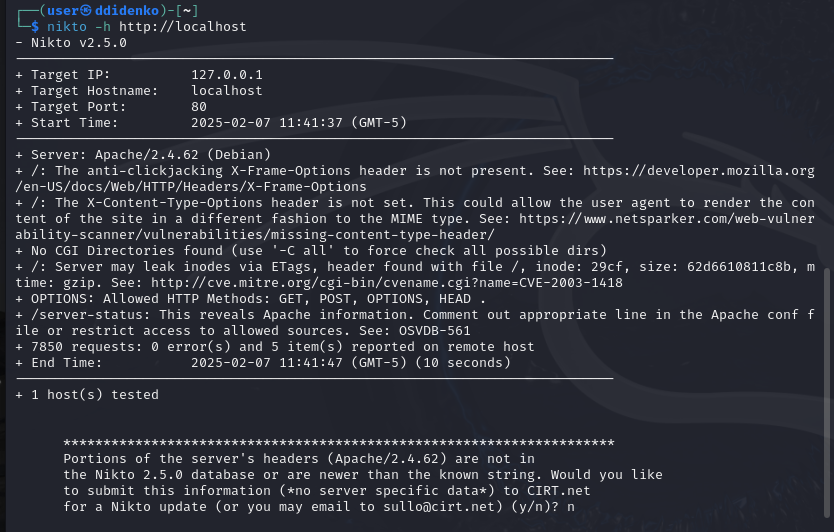 ┌──(user㉿ddidenko)-[~]
└─$ nikto -h http://localhost
- Nikto v2.5.0
---------------------------------------------------------------------------
+ Target IP:          127.0.0.1
+ Target Hostname:    localhost
+ Target Port:        80
+ Start Time:         2025-02-07 11:41:37 (GMT-5)
---------------------------------------------------------------------------
+ Server: Apache/2.4.62 (Debian)
+ /: The anti-clickjacking X-Frame-Options header is not present. See: https://developer.mozilla.org
/en-US/docs/Web/HTTP/Headers/X-Frame-Options
+ /: The X-Content-Type-Options header is not set. This could allow the user agent to render the con
tent of the site in a different fashion to the MIME type. See: https://www.netsparker.com/web-vulner
ability-scanner/vulnerabilities/missing-content-type-header/
+ No CGI Directories found (use '-C all' to force check all possible dirs)
+ /: Server may leak inodes via ETags, header found with file /, inode: 29cf, size: 62d6610811c8b, m
time: gzip. See: http://cve.mitre.org/cgi-bin/cvename.cgi?name=CVE-2003-1418
+ OPTIONS: Allowed HTTP Methods: GET, POST, OPTIONS, HEAD .
+ /server-status: This reveals Apache information. Comment out appropriate line in the Apache conf f
ile or restrict access to allowed sources. See: OSVDB-561
+ 7850 requests: 0 error(s) and 5 item(s) reported on remote host
+ End Time:           2025-02-07 11:41:47 (GMT-5) (10 seconds)
---------------------------------------------------------------------------
+ 1 host(s) tested
*********************************************************************
Portions of the server's headers (Apache/2.4.62) are not in
the Nikto 2.5.0 database or are newer than the known string. Would you like
to submit this information (*no server specific data*) to CIRT.net
for a Nikto update (or you may email to sullo@cirt.net) (y/n)? n